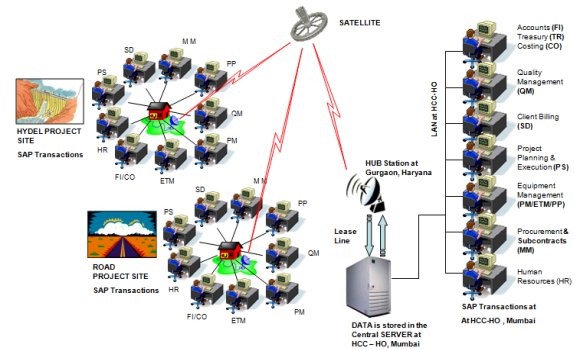 SATELLITE
M M
SD
PP
PS
QM
HYDEL PROJECT
SITE
SAP Transactions
HR
PM
FI/CO
ETM
M M
SD
PP
PS
QM
ROAD
PROJECT SITE
SAP Transactions
HR
FI/CO
ETM
PM
HUB Station at
Gurgaon, Haryana
Lease
Line
DATA is stored in the
Central SERVER at
HCC – HO, Mumbai
LAN at HCC-HO
Accounts (FI)
Treasury (TR)
Costing (CO)
Quality
Management
(QM)
Client Billing
(SD)
Project
Planning &
Execution (PS)
Equipment
Management
(PM/ETM/PP)
Procurement &
Subcontracts
(MM)
Human
Resources (HR)
SAP Transactions at
At HCC-HO , Mumbai